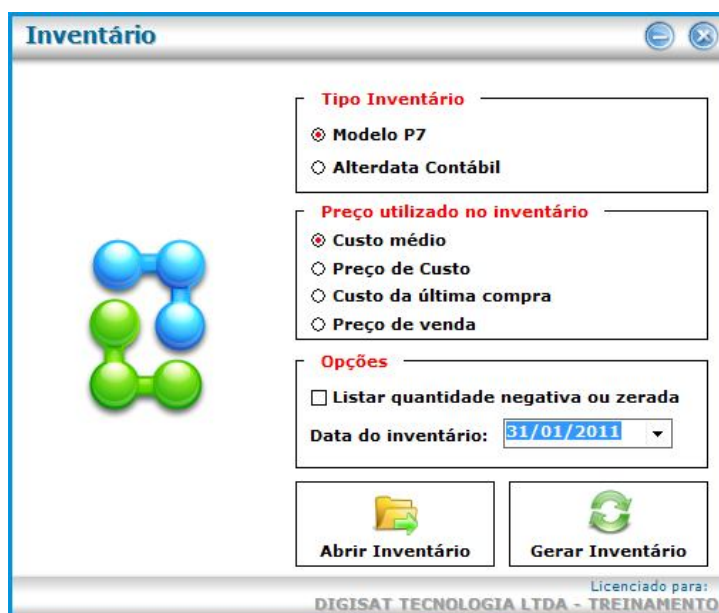 Inventário
Tipo Inventário
Modelo P7
Alterdata Contábil
Preço utilizado no inventário
Custo médio
Preço de Custo
Custo da última compra
Preço de venda
Opções
Listar quantidade negativa ou zerada
Data do inventário: 31/01/2011
Abrir Inventário
Gerar Inventário
Licenciado para:
DIGISAT TECNOLOGIA LTDA - TREINAMENTO